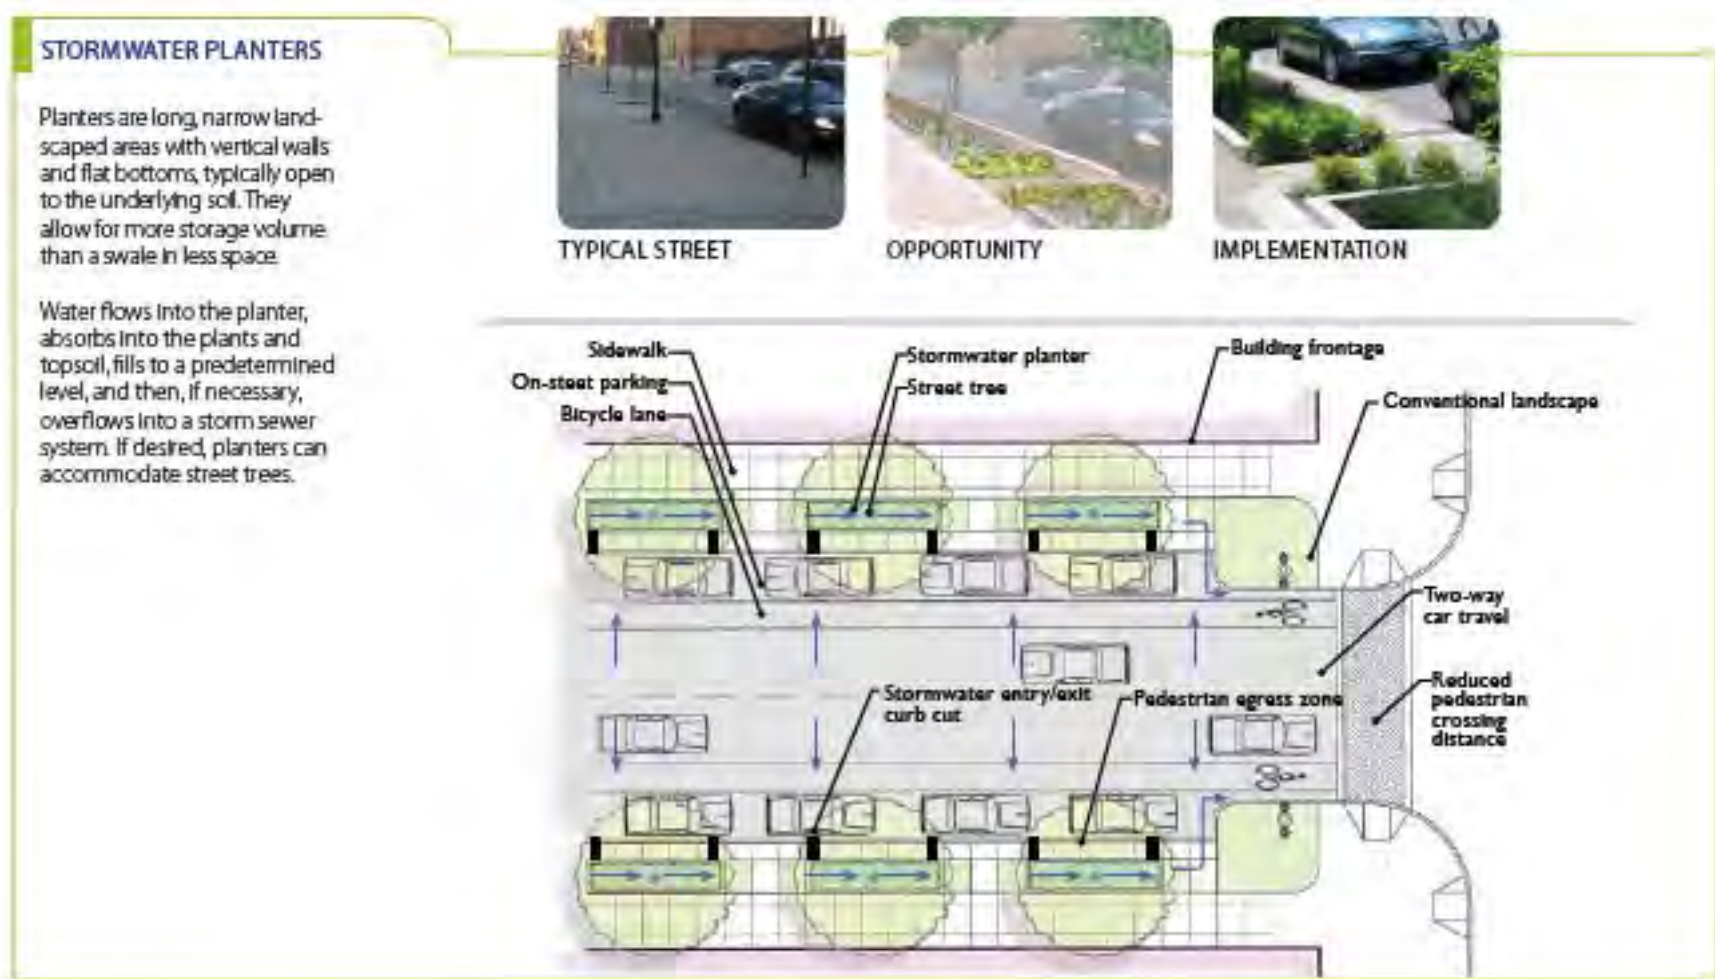 STORMWATER PLANTERS
Planters are long, narrow land-
scaped areas with vertical walls
and flat bottoms, typically open
to the underlying soil. They
allow for more storage volume
than a swale in less space.
Water flows into the planter,
absorbs into the plants and
topsoil, fills to a predetermined
level, and then, if necessary,
overflows into a storm sewer
system. If desired, planters can
accommodate street trees.
TYPICAL STREET
OPPORTUNITY
IMPLEMENTATION
Sidewalk
On-steet parking
Bicycle lane
Stormwater planter
Street tree
Building frontage
Conventional landscape
Two-way
car travel
Stormwater entry/exit
curb cut
Pedestrian egress zone
Reduced
pedestrian
crossing
distance